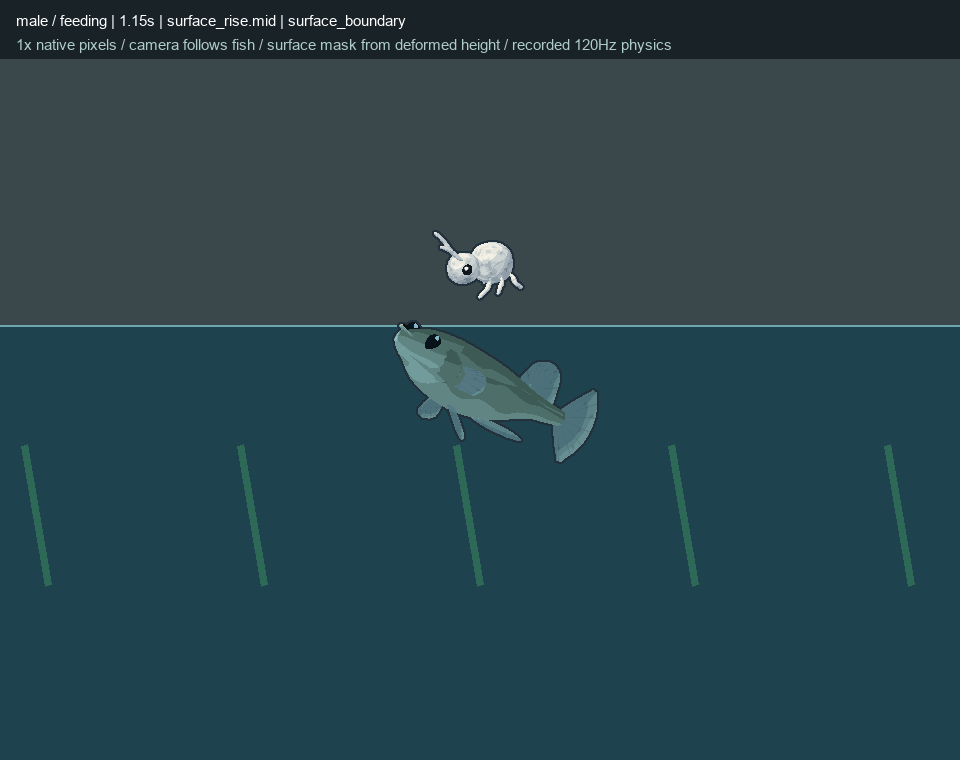 male / feeding | 1.15s | surface_rise.mid | surface_boundary
1x native pixels / camera follows fish / surface mask from deformed height / recorded 120Hz physics